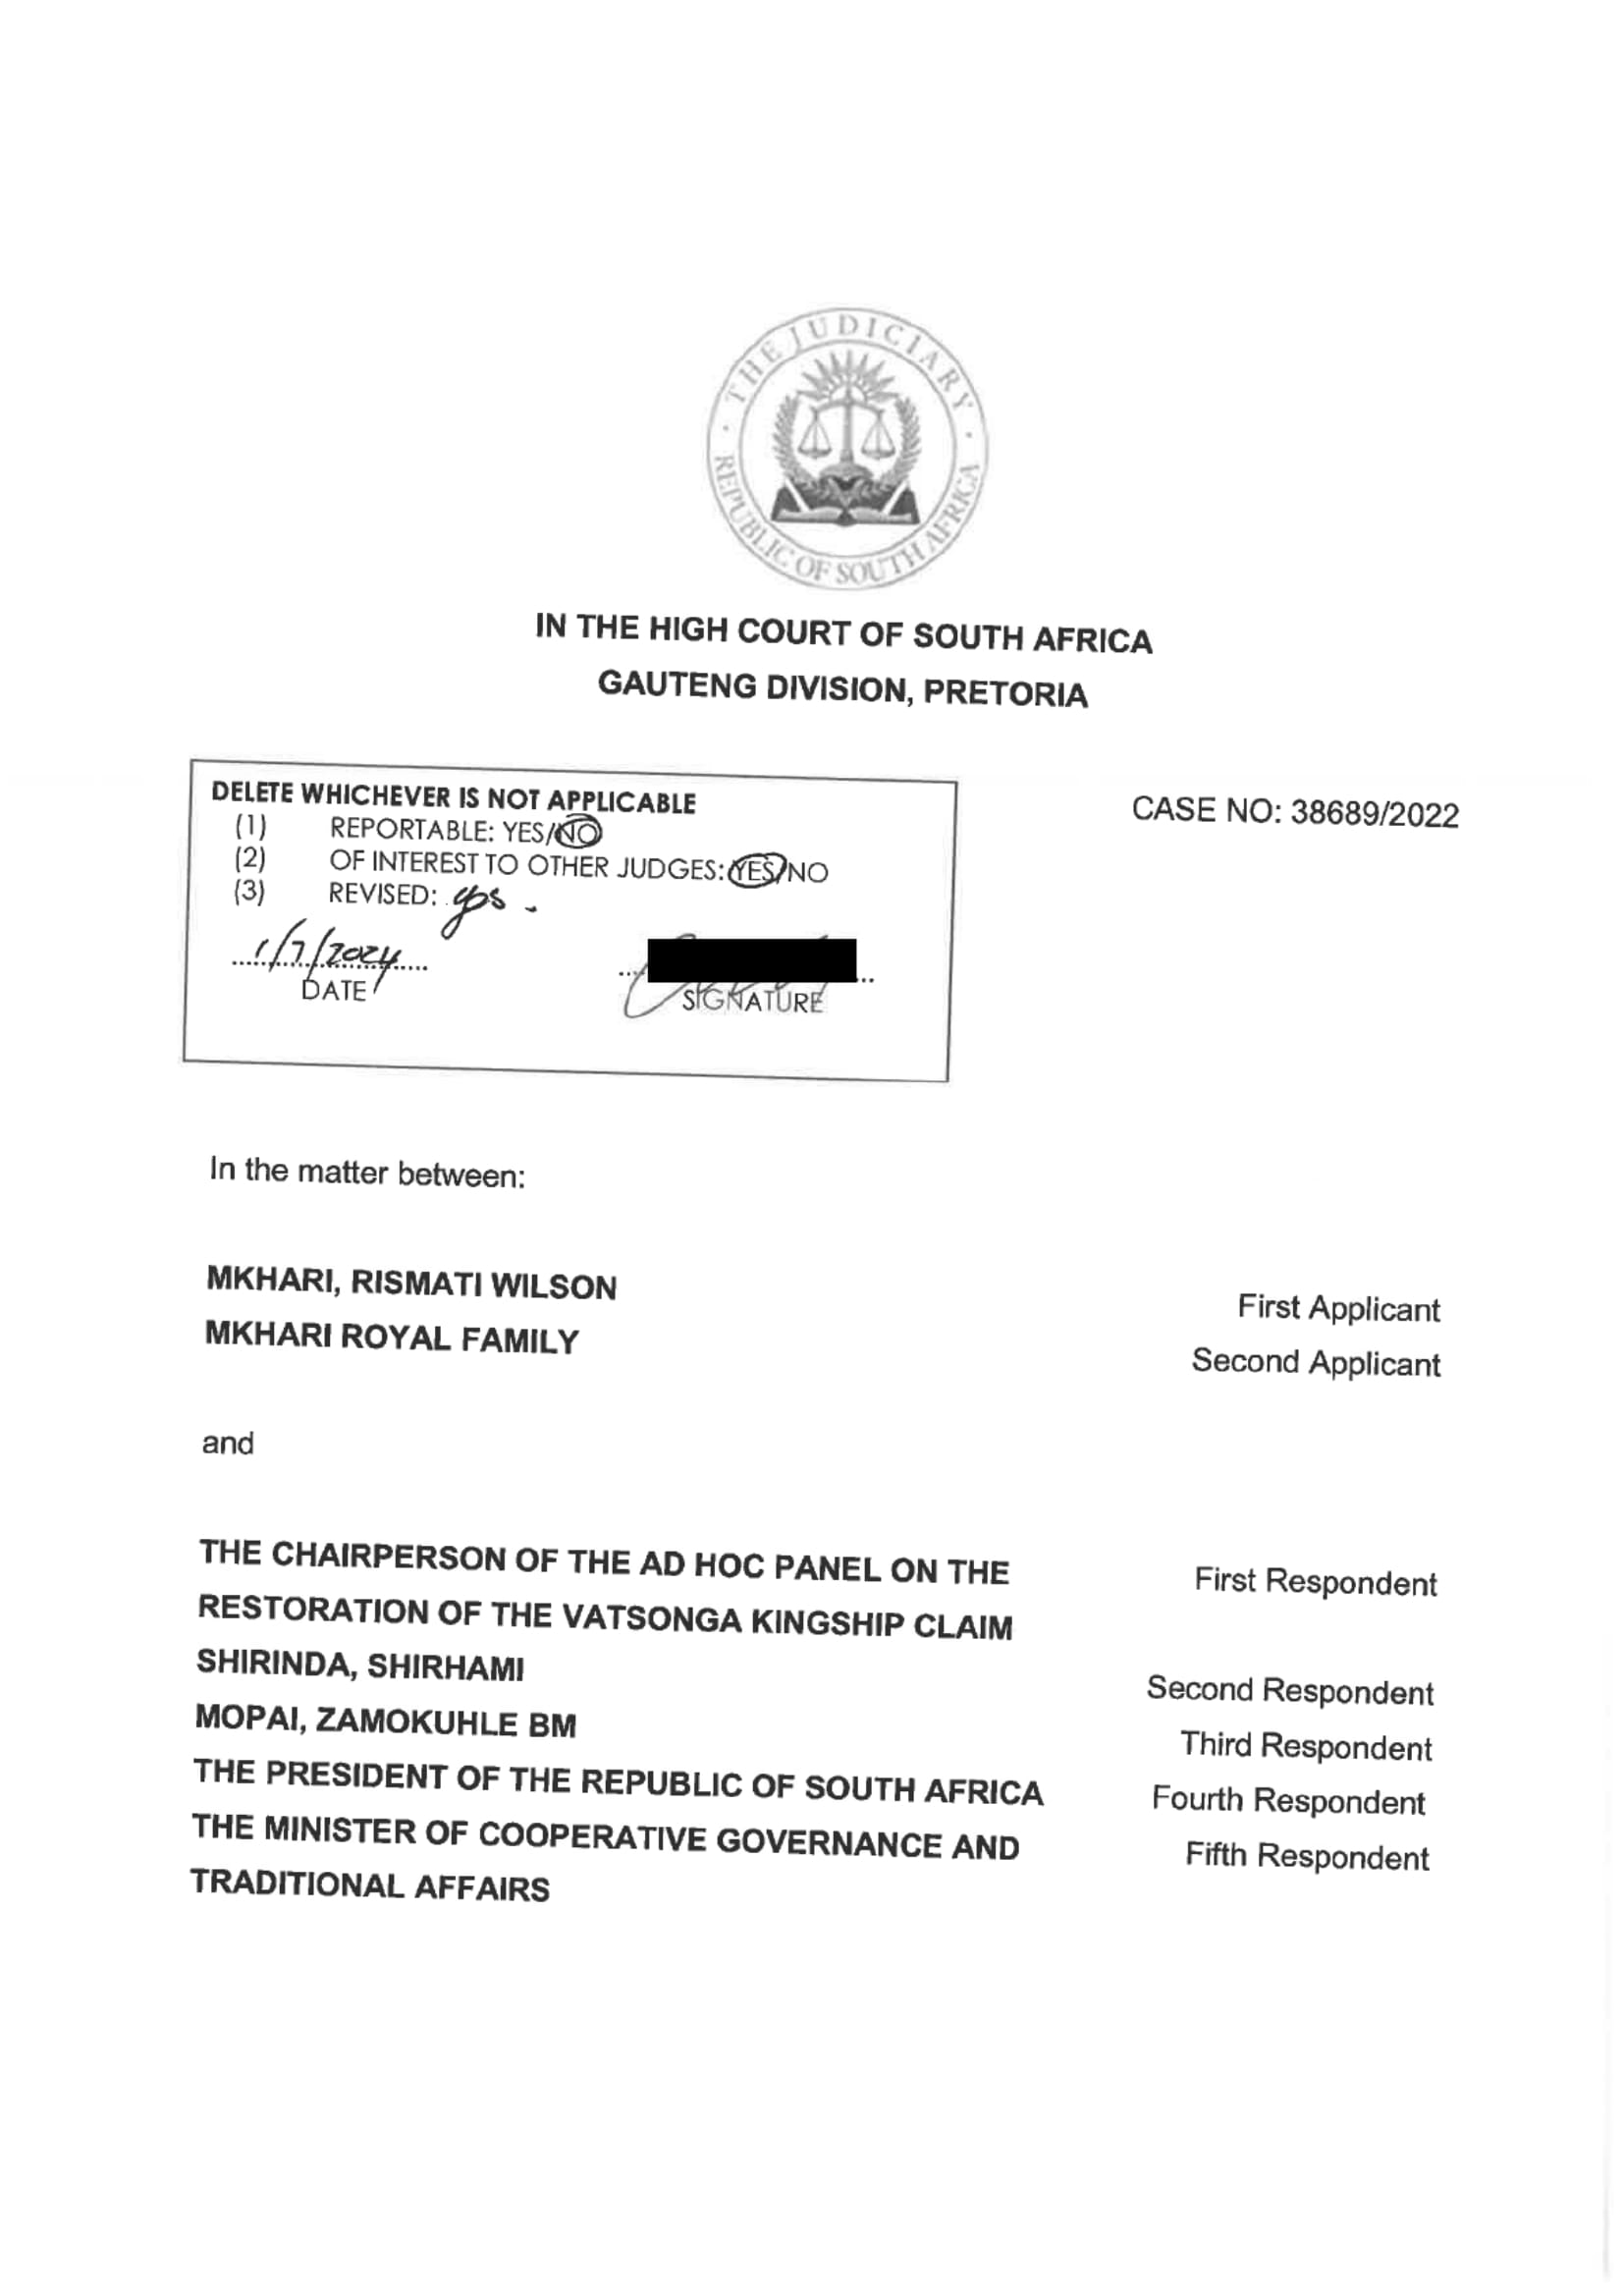 THE JUDICIARY
REPUBLIC OF SOUTH AFRICA
IN THE HIGH COURT OF SOUTH AFRICA
GAUTENG DIVISION, PRETORIA
DELETE WHICHEVER IS NOT APPLICABLE
(1) REPORTABLE: YES/NO
(2) OF INTEREST TO OTHER JUDGES: YES/NO
(3) REVISED: yes.
1/7/2024
DATE
SIGNATURE
CASE NO: 38689/2022
In the matter between:
MKHARI, RISMATI WILSON First Applicant
MKHARI ROYAL FAMILY Second Applicant
and
THE CHAIRPERSON OF THE AD HOC PANEL ON THE First Respondent
RESTORATION OF THE VATSONGA KINGSHIP CLAIM
SHIRINDA, SHIRHAMI Second Respondent
MOPAI, ZAMOKUHLE BM Third Respondent
THE PRESIDENT OF THE REPUBLIC OF SOUTH AFRICA Fourth Respondent
THE MINISTER OF COOPERATIVE GOVERNANCE AND Fifth Respondent
TRADITIONAL AFFAIRS